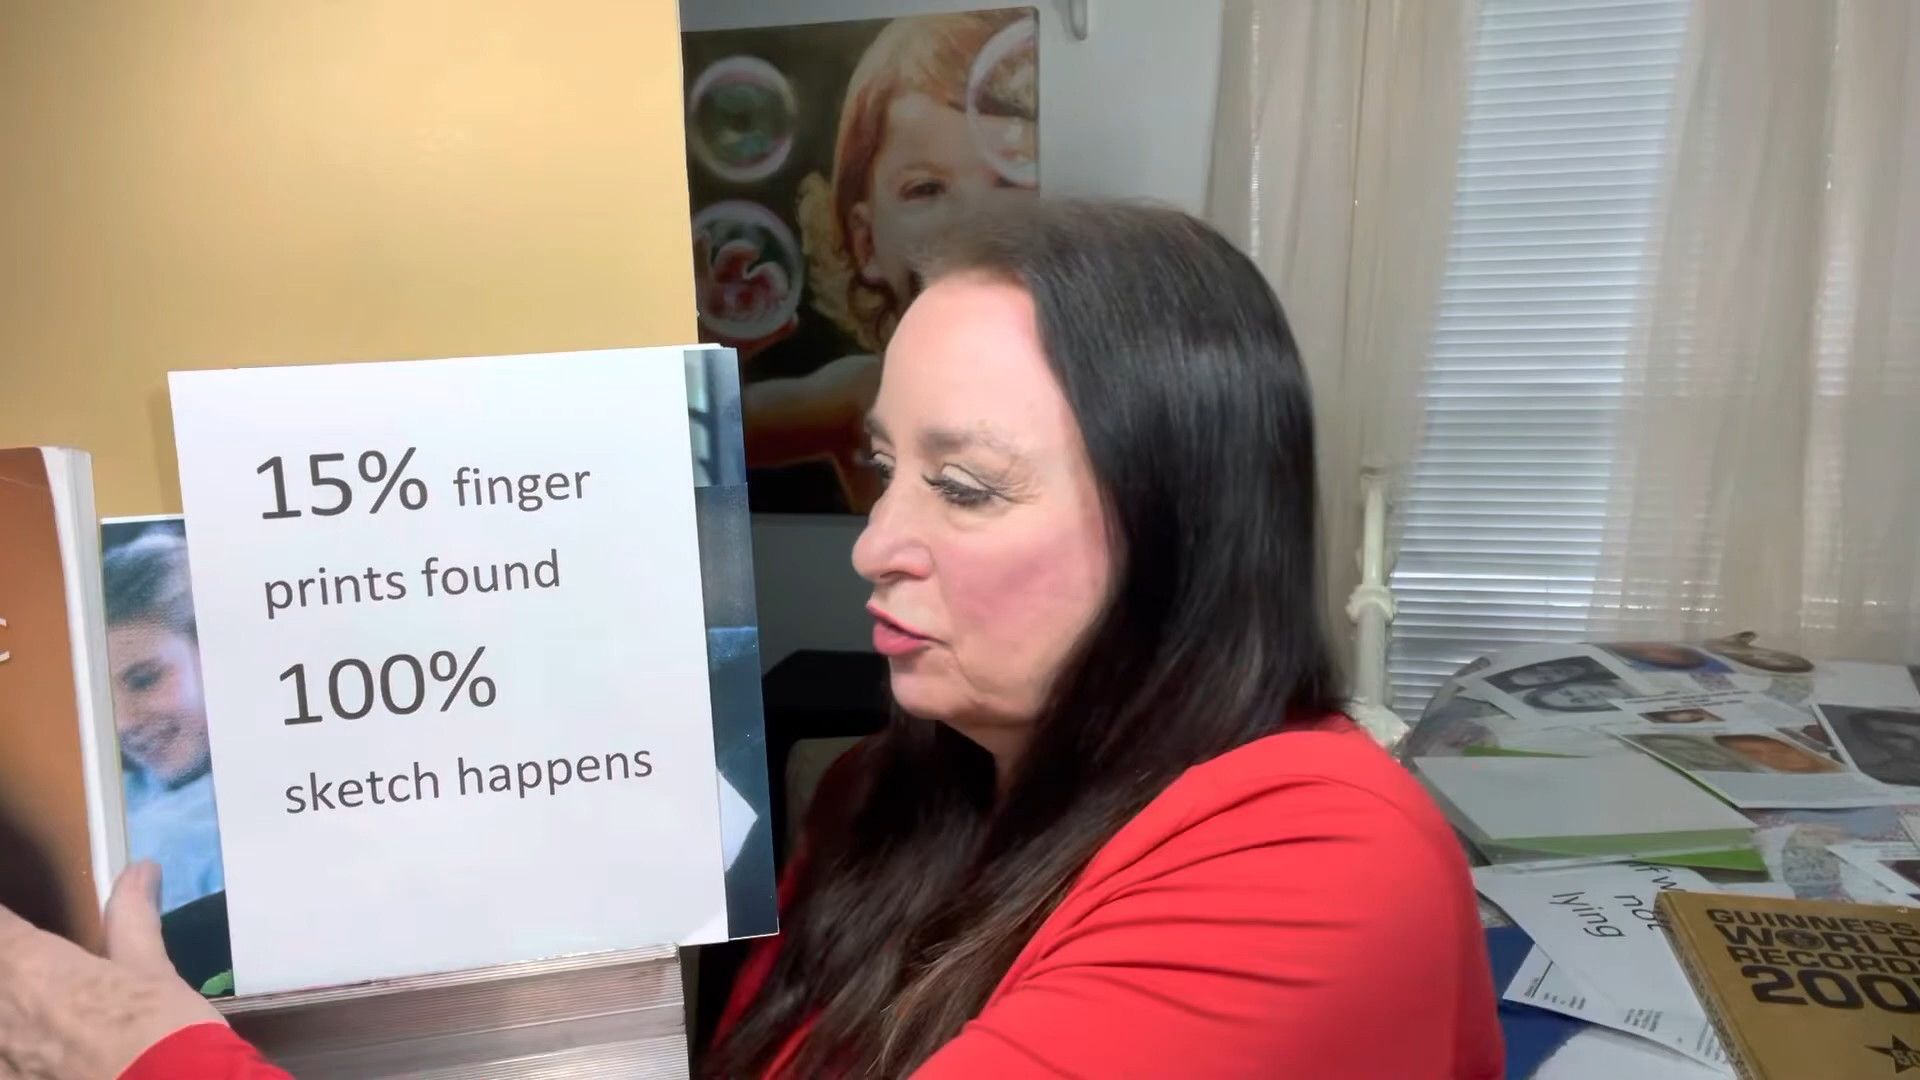 15% finger
prints found
100%
sketch happens
lying
GUINNESS
WORLD
RECORDS